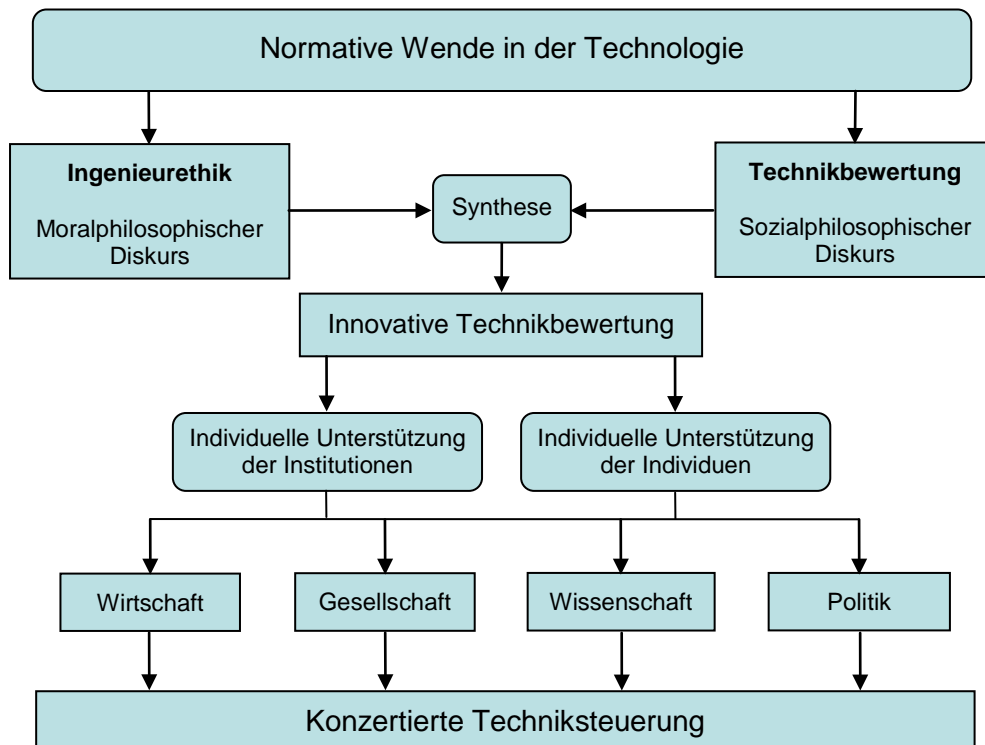 Normative Wende in der Technologie
Ingenieurethik
Moralphilosophischer
Diskurs
Synthese
Technikbewertung
Sozialphilosophischer
Diskurs
Innovative Technikbewertung
Individuelle Unterstützung
der Institutionen
Individuelle Unterstützung
der Individuen
Wirtschaft
Gesellschaft
Wissenschaft
Politik
Konzertierte Techniksteuerung